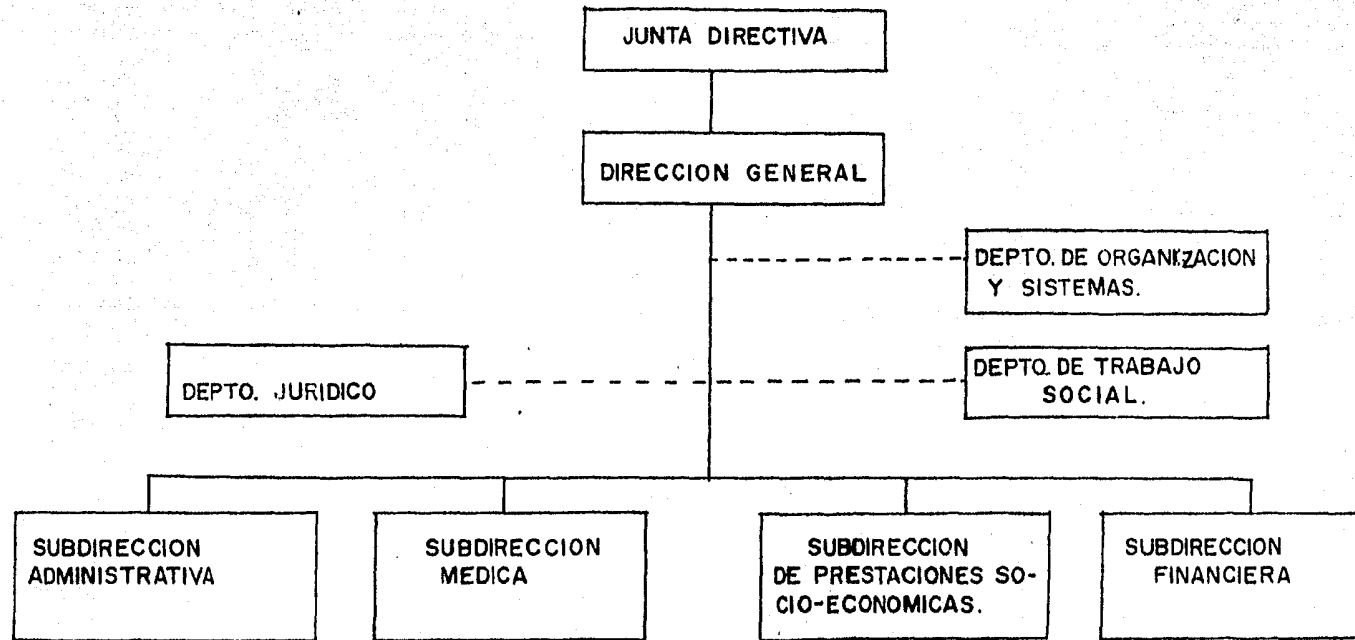 JUNTA DIRECTIVA
DIRECCION GENERAL
DEPTO. DE ORGANIZACION
Y SISTEMAS.
DEPTO. JURIDICO
DEPTO. DE TRABAJO
SOCIAL.
SUBDIRECCION
ADMINISTRATIVA
SUBDIRECCION
MEDICA
SUBDIRECCION
DE PRESTACIONES SO-
CIO-ECONOMICAS.
SUBDIRECCION
FINANCIERA